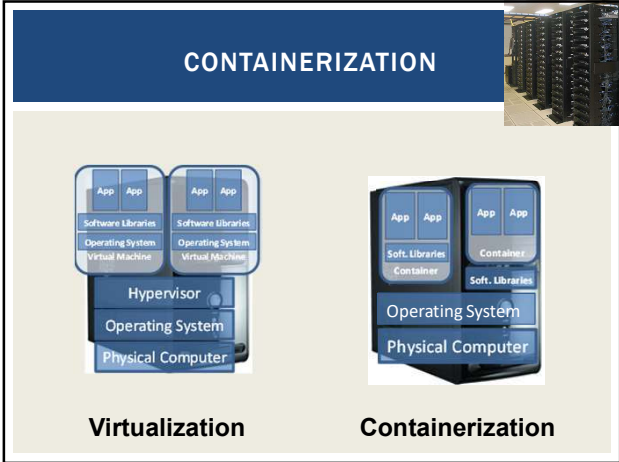 CONTAINERIZATION
App App
Software Libraries
Operating System
Virtual Machine
App App
Software Libraries
Operating System
Virtual Machine
Hypervisor
Operating System
Physical Computer
Virtualization
App App
Soft. Libraries
Container
App App
Container
Soft. Libraries
Operating System
Physical Computer
Containerization